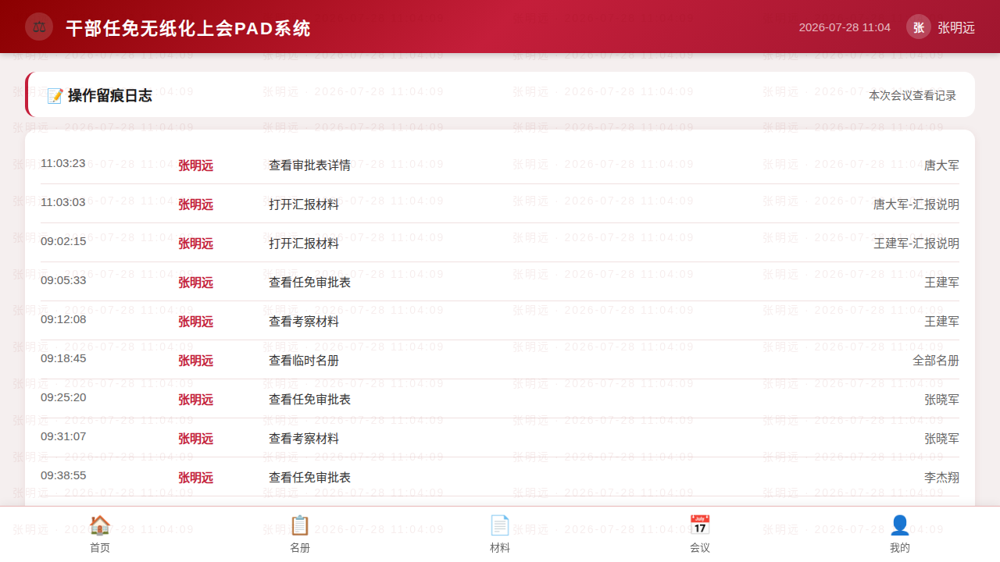 干部任免无纸化上会PAD系统
2026-07-28 11:04 张 张明远
📝 操作留痕日志 本次会议查看记录
11:03:23 张明远 查看审批表详情 唐大军
11:03:03 张明远 打开汇报材料 唐大军-汇报说明
09:02:15 张明远 打开汇报材料 王建军-汇报说明
09:05:33 张明远 查看任免审批表 王建军
09:12:08 张明远 查看考察材料 王建军
09:18:45 张明远 查看临时名册 全部名册
09:25:20 张明远 查看任免审批表 张晓军
09:31:07 张明远 查看考察材料 张晓军
09:38:55 张明远 查看任免审批表 李杰翔
首页 名册 材料 会议 我的
张明远 · 2026-07-28 11:04:09